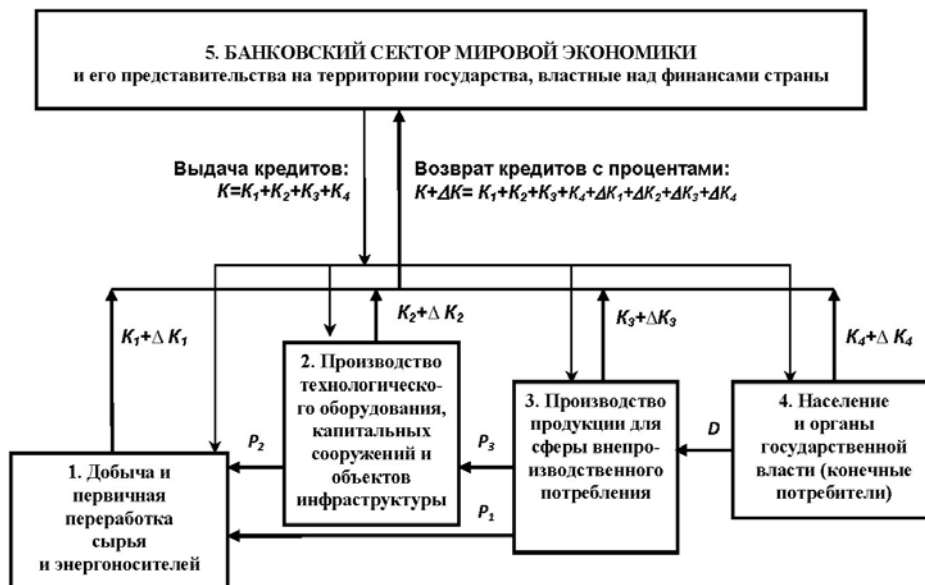 5. БАНКОВСКИЙ СЕКТОР МИРОВОЙ ЭКОНОМИКИ
и его представительства на территории государства, властные над финансами страны
Выдача кредитов:
K=K₁+K₂+K₃+K₄
Возврат кредитов с процентами:
K+ΔK= K₁+K₂+K₃+K₄+ΔK₁+ΔK₂+ΔK₃+ΔK₄
K₁+Δ K₁
K₂+Δ K₂
K₃+ΔK₃
K₄+Δ K₄
2. Производство
технологическо-
го оборудования,
капитальных
сооружений и
объектов
инфраструктуры
3. Производство
продукции для
сферы внепро-
изводственного
потребления
4. Население
и органы
государственной
власти (конечные
потребители)
1. Добыча и
первичная
переработка
сырья
и энергоносителей
P₂
P₃
D
P₁